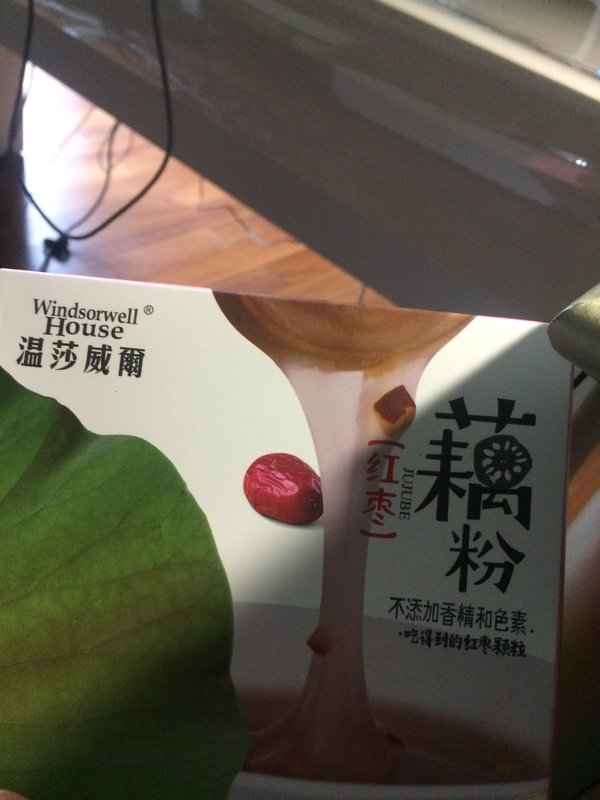 Windsorwell®
House
温莎威爾
藕粉
(红枣)
JUJUBE
不添加香精和色素.
·吃得到的红枣颗粒